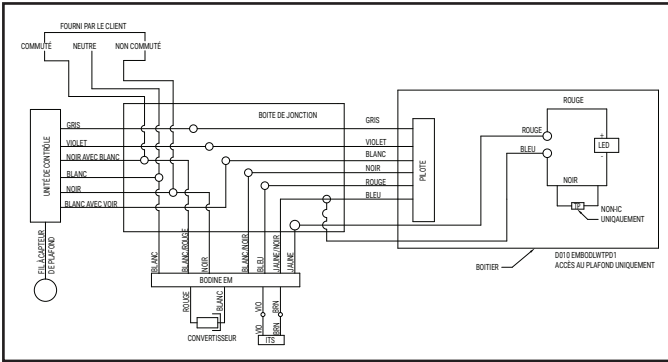 FOURNI PAR LE CLIENT
COMMUTÉ
NEUTRE
NON COMMUTÉ
BOITE DE JONCTION
UNITÉ DE CONTRÔLE
GRIS
VIOLET
NOIR AVEC BLANC
BLANC
NOIR
BLANC AVEC VOIR
FIL À CAPTEUR
DE PLAFOND
GRIS
VIOLET
BLANC
NOIR
ROUGE
BLEU
PILOTE
ROUGE
ROUGE
BLEU
+
LED
-
NOIR
TP
NON-IC
UNIQAUEMENT
BOITIER
D010 EMBODLWTPD1
ACCÈS AU PLAFOND UNIQUEMENT
BLANC
BLANC/ROUGE
NOIR
BLANC/NOIR
BLEU
JAUNE/NOIR
JAUNE
BODINE EM
ROUGE
BLANC
CONVERTISSEUR
VIO
BRN
VIO
BRN
ITS